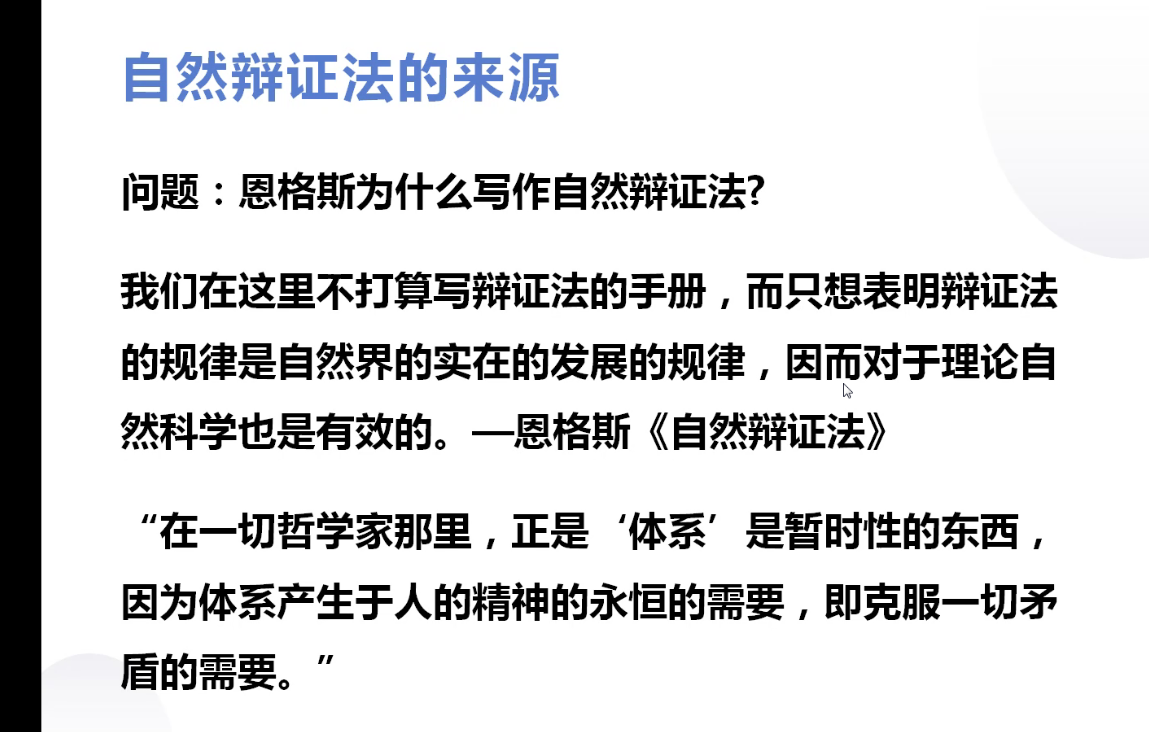 自然辩证法的来源
问题：恩格斯为什么写作自然辩证法?
我们在这里不打算写辩证法的手册，而只想表明辩证法
的规律是自然界的实在的发展的规律，因而对于理论自
然科学也是有效的。—恩格斯《自然辩证法》
“在一切哲学家那里，正是‘体系’是暂时性的东西，
因为体系产生于人的精神的永恒的需要，即克服一切矛
盾的需要。”